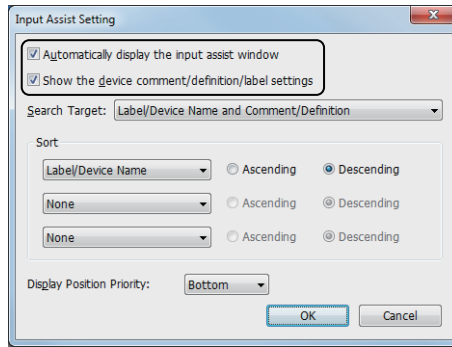 Input Assist Setting
Automatically display the input assist window
Show the device comment/definition/label settings
Search Target: Label/Device Name and Comment/Definition
Sort
Label/Device Name Ascending Descending
None Ascending Descending
None Ascending Descending
Display Position Priority: Bottom
OK Cancel